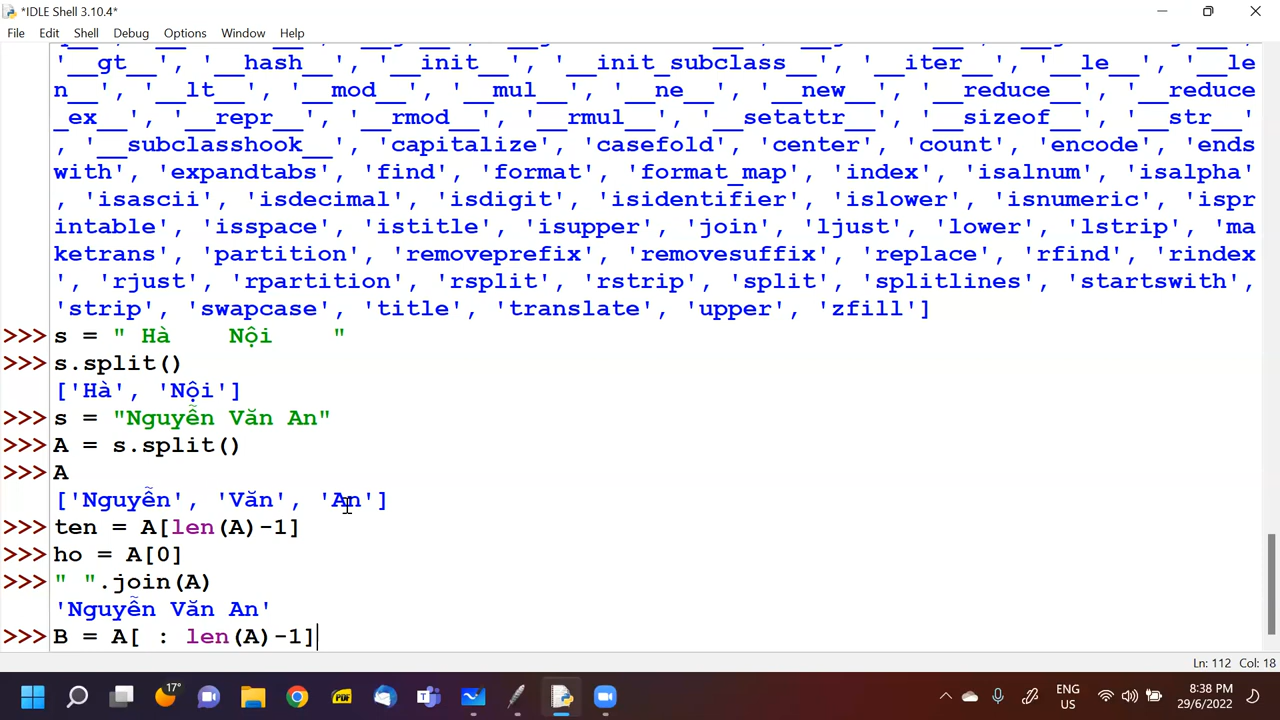 *IDLE Shell 3.10.4*
File Edit Shell Debug Options Window Help
'__gt__', '__hash__', '__init__', '__init_subclass__', '__iter__', '__le__', '__le
n__', '__lt__', '__mod__', '__mul__', '__ne__', '__new__', '__reduce__', '__reduce
_ex__', '__repr__', '__rmod__', '__rmul__', '__setattr__', '__sizeof__', '__str__'
, '__subclasshook__', 'capitalize', 'casefold', 'center', 'count', 'encode', 'ends
with', 'expandtabs', 'find', 'format', 'format_map', 'index', 'isalnum', 'isalpha'
, 'isascii', 'isdecimal', 'isdigit', 'isidentifier', 'islower', 'isnumeric', 'ispr
intable', 'isspace', 'istitle', 'isupper', 'join', 'ljust', 'lower', 'lstrip', 'ma
ketrans', 'partition', 'removeprefix', 'removesuffix', 'replace', 'rfind', 'rindex
', 'rjust', 'rpartition', 'rsplit', 'rstrip', 'split', 'splitlines', 'startswith',
'strip', 'swapcase', 'title', 'translate', 'upper', 'zfill']
>>> s = " Hà    Nội    "
>>> s.split()
['Hà', 'Nội']
>>> s = "Nguyễn Văn An"
>>> A = s.split()
>>> A
['Nguyễn', 'Văn', 'An']
>>> ten = A[len(A)-1]
>>> ho = A[0]
>>> " ".join(A)
'Nguyễn Văn An'
>>> B = A[ : len(A)-1]
Ln: 112 Col: 18
17°
PDF
ENG
US
8:38 PM
29/6/2022